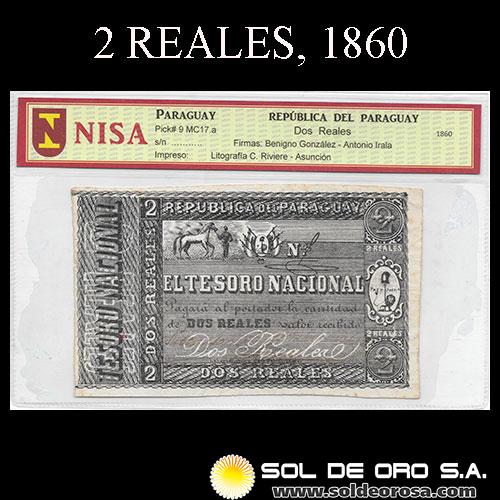 2 REALES, 1860
N NISA
PARAGUAY
Pick# 9 MC17.a
s/n ............
Impreso:
REPÚBLICA DEL PARAGUAY
Dos Reales
1860
Firmas: Benigno González - Antonio Irala
Litografía C. Riviere - Asunción
TESORO NACIONAL
2 DOS REALES 2
REPUBLICA DEL PARAGUAY
Nº
EL TESORO NACIONAL
Pagará al portador la cantidad
de DOS REALES valor recibido
Dos Reales
DOS REALES
2
2 REALES
2 REALES
2
SOL DE ORO S.A.
www.soldeorosa.com